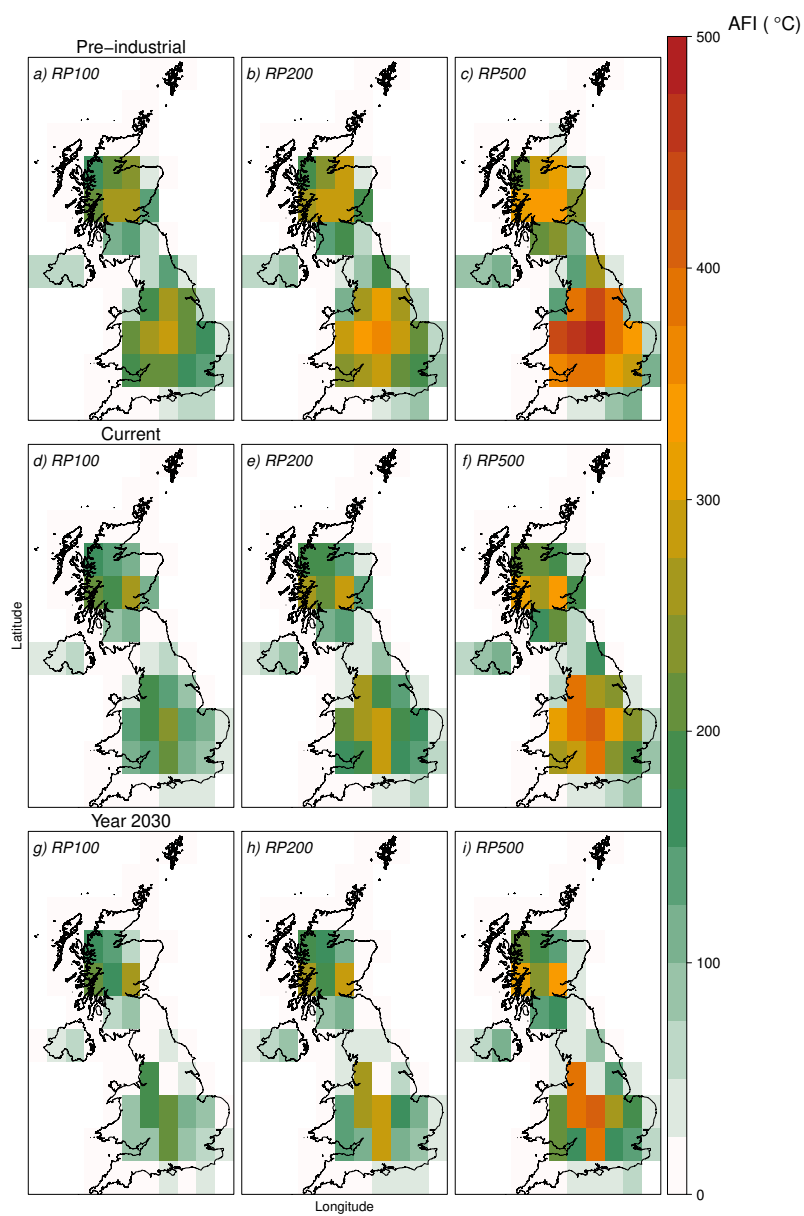 AFI ( °C)
Pre−industrial
a) RP100
b) RP200
c) RP500
500
400
300
200
100
0
Current
d) RP100
e) RP200
f) RP500
Latitude
Year 2030
g) RP100
h) RP200
i) RP500
Longitude